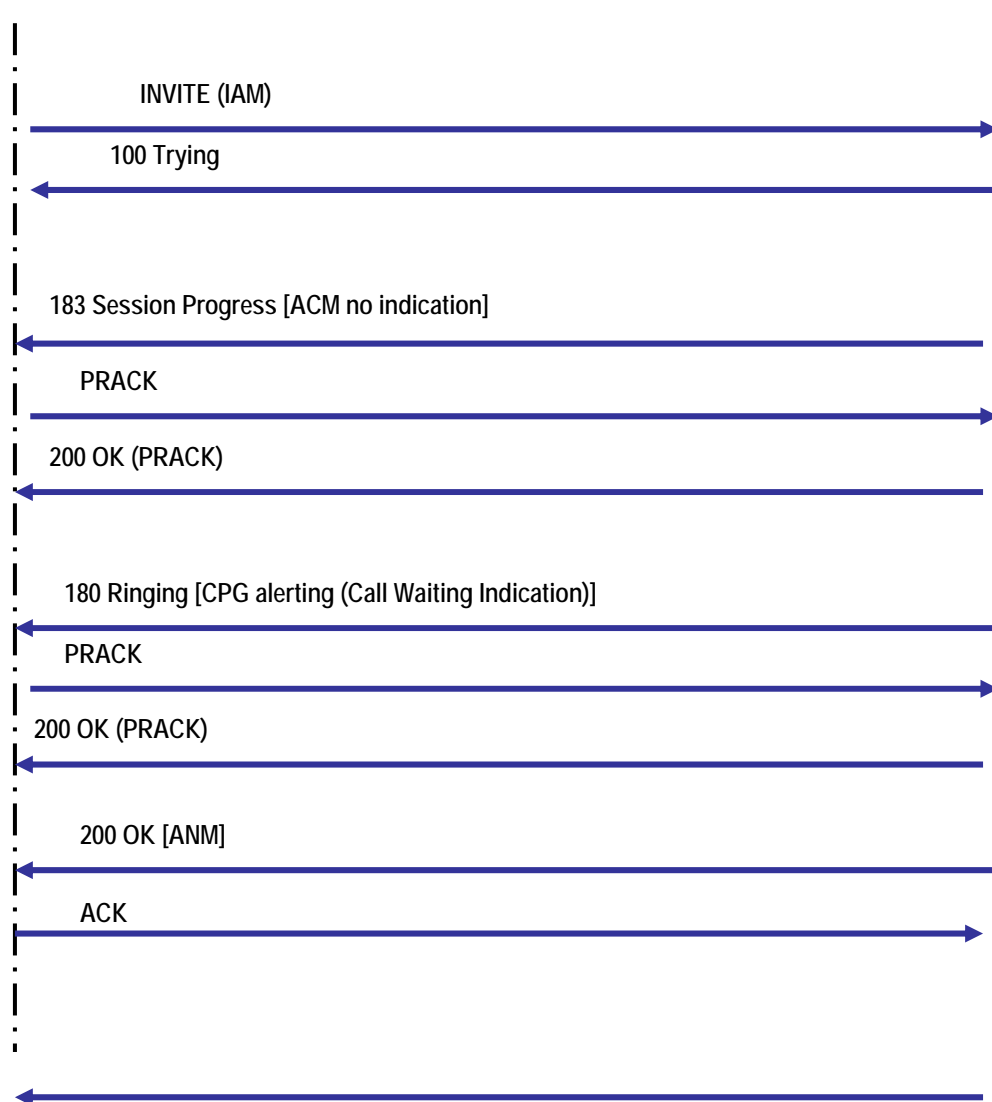 INVITE (IAM)
100 Trying
183 Session Progress [ACM no indication]
PRACK
200 OK (PRACK)
180 Ringing [CPG alerting (Call Waiting Indication)]
PRACK
200 OK (PRACK)
200 OK [ANM]
ACK